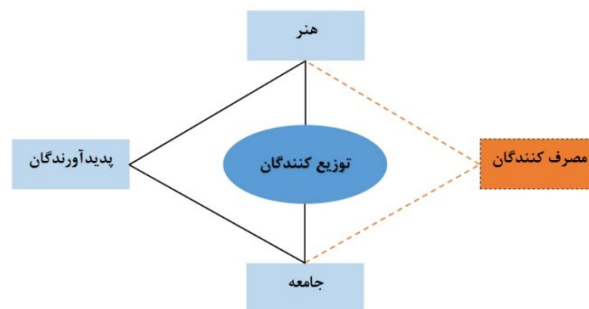 هنر
پدیدآورندگان
توزیع کنندگان
مصرف کنندگان
جامعه